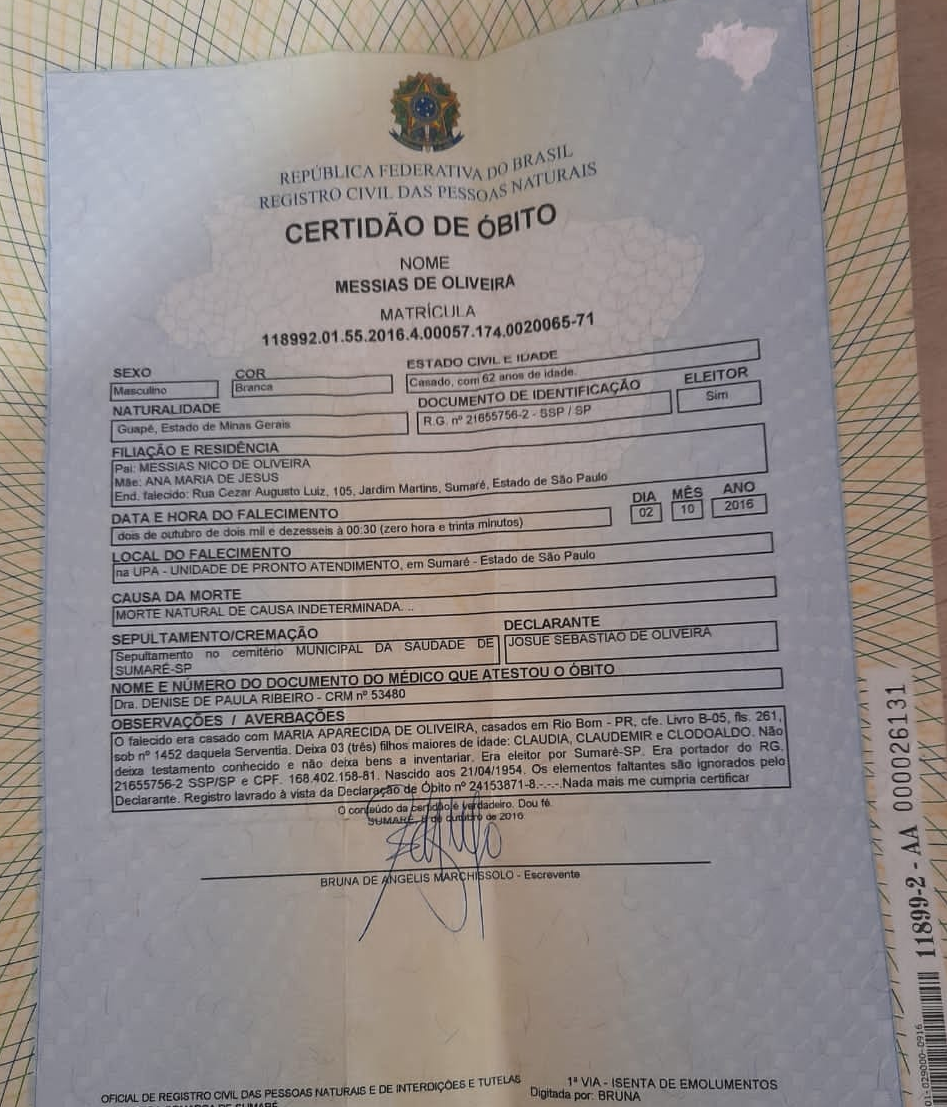 REPÚBLICA FEDERATIVA DO BRASIL
REGISTRO CIVIL DAS PESSOAS NATURAIS
CERTIDÃO DE ÓBITO
NOME
MESSIAS DE OLIVEIRA
MATRÍCULA
118992.01.55.2016.4.00057.174.0020065-71
SEXO
Masculino
COR
Branca
ESTADO CIVIL E IDADE
Casado, com 62 anos de idade.
NATURALIDADE
Guapé, Estado de Minas Gerais
DOCUMENTO DE IDENTIFICAÇÃO
R.G. nº 21655756-2 - SSP / SP
ELEITOR
Sim
FILIAÇÃO E RESIDÊNCIA
Pai: MESSIAS NICO DE OLIVEIRA
Mãe: ANA MARIA DE JESUS
End. falecido: Rua Cezar Augusto Luiz, 105, Jardim Martins, Sumaré, Estado de São Paulo
DATA E HORA DO FALECIMENTO
dois de outubro de dois mil e dezesseis à 00:30 (zero hora e trinta minutos)
DIA
02
MÊS
10
ANO
2016
LOCAL DO FALECIMENTO
na UPA - UNIDADE DE PRONTO ATENDIMENTO, em Sumaré - Estado de São Paulo
CAUSA DA MORTE
MORTE NATURAL DE CAUSA INDETERMINADA. ..
SEPULTAMENTO/CREMAÇÃO
Sepultamento no cemitério MUNICIPAL DA SAUDADE DE
SUMARÉ-SP
DECLARANTE
JOSUE SEBASTIAO DE OLIVEIRA
NOME E NÚMERO DO DOCUMENTO DO MÉDICO QUE ATESTOU O ÓBITO
Dra. DENISE DE PAULA RIBEIRO - CRM nº 53480
OBSERVAÇÕES / AVERBAÇÕES
O falecido era casado com MARIA APARECIDA DE OLIVEIRA, casados em Rio Bom - PR, cfe. Livro B-05, fls. 261,
sob nº 1452 daquela Serventia. Deixa 03 (três) filhos maiores de idade: CLAUDIA, CLAUDEMIR e CLODOALDO. Não
deixa testamento conhecido e não deixa bens a inventariar. Era eleitor por Sumaré-SP. Era portador do RG.
21655756-2 SSP/SP e CPF. 168.402.158-81. Nascido aos 21/04/1954. Os elementos faltantes são ignorados pelo
Declarante. Registro lavrado à vista da Declaração de Óbito nº 24153871-8.-.-.-.Nada mais me cumpria certificar
O conteúdo da certidão é verdadeiro. Dou fé.
SUMARÉ, de outubro de 2016
BRUNA DE ANGELIS MARCHISSOLO - Escrevente
OFICIAL DE REGISTRO CIVIL DAS PESSOAS NATURAIS E DE INTERDIÇÕES E TUTELAS
1ª VIA - ISENTA DE EMOLUMENTOS
Digitada por: BRUNA
11899-2 - AA 000026131
01-029000-0916